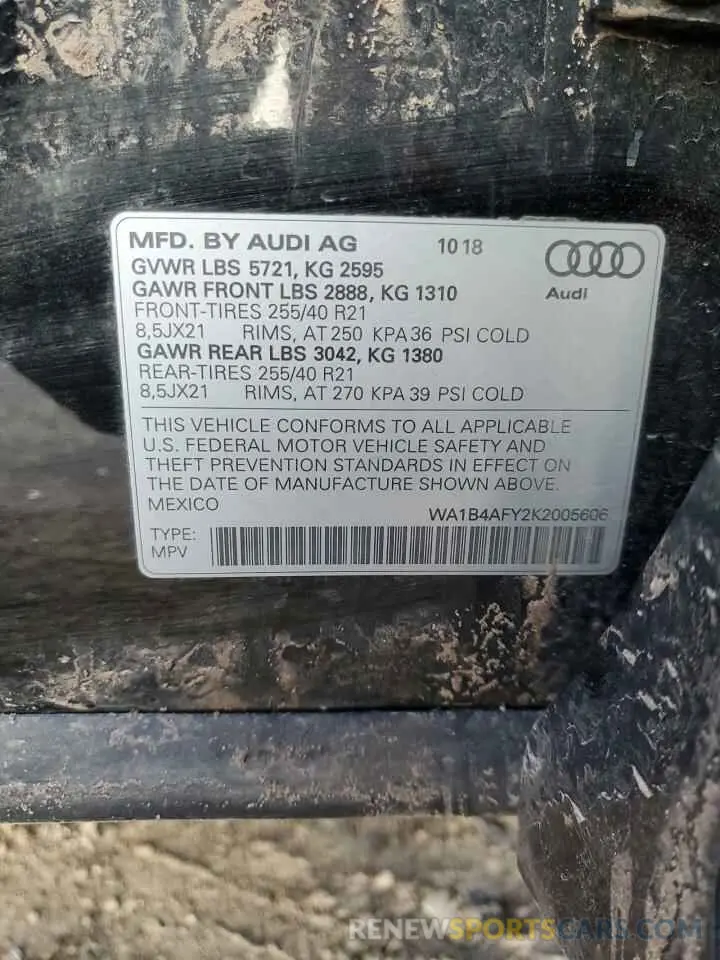 MFD. BY AUDI AG 10 18
GVWR LBS 5721, KG 2595
GAWR FRONT LBS 2888, KG 1310
Audi
FRONT-TIRES 255/40 R21
8,5JX21 RIMS, AT 250 KPA 36 PSI COLD
GAWR REAR LBS 3042, KG 1380
REAR-TIRES 255/40 R21
8,5JX21 RIMS, AT 270 KPA 39 PSI COLD
THIS VEHICLE CONFORMS TO ALL APPLICABLE
U.S. FEDERAL MOTOR VEHICLE SAFETY AND
THEFT PREVENTION STANDARDS IN EFFECT ON
THE DATE OF MANUFACTURE SHOWN ABOVE.
MEXICO
WA1B4AFY2K2005606
TYPE:
MPV
RENEWSPORTSCARS.COM